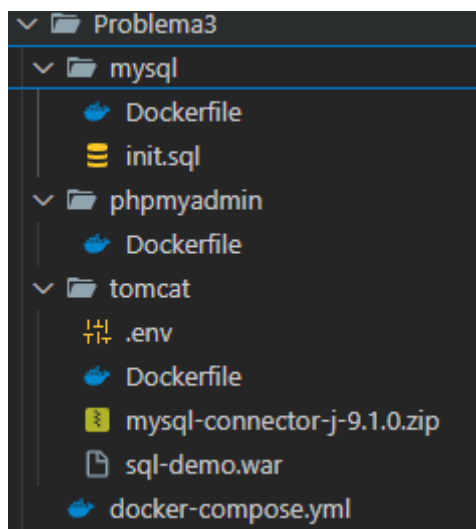 Problema3
mysql
Dockerfile
init.sql
phpmyadmin
Dockerfile
tomcat
.env
Dockerfile
mysql-connector-j-9.1.0.zip
sql-demo.war
docker-compose.yml